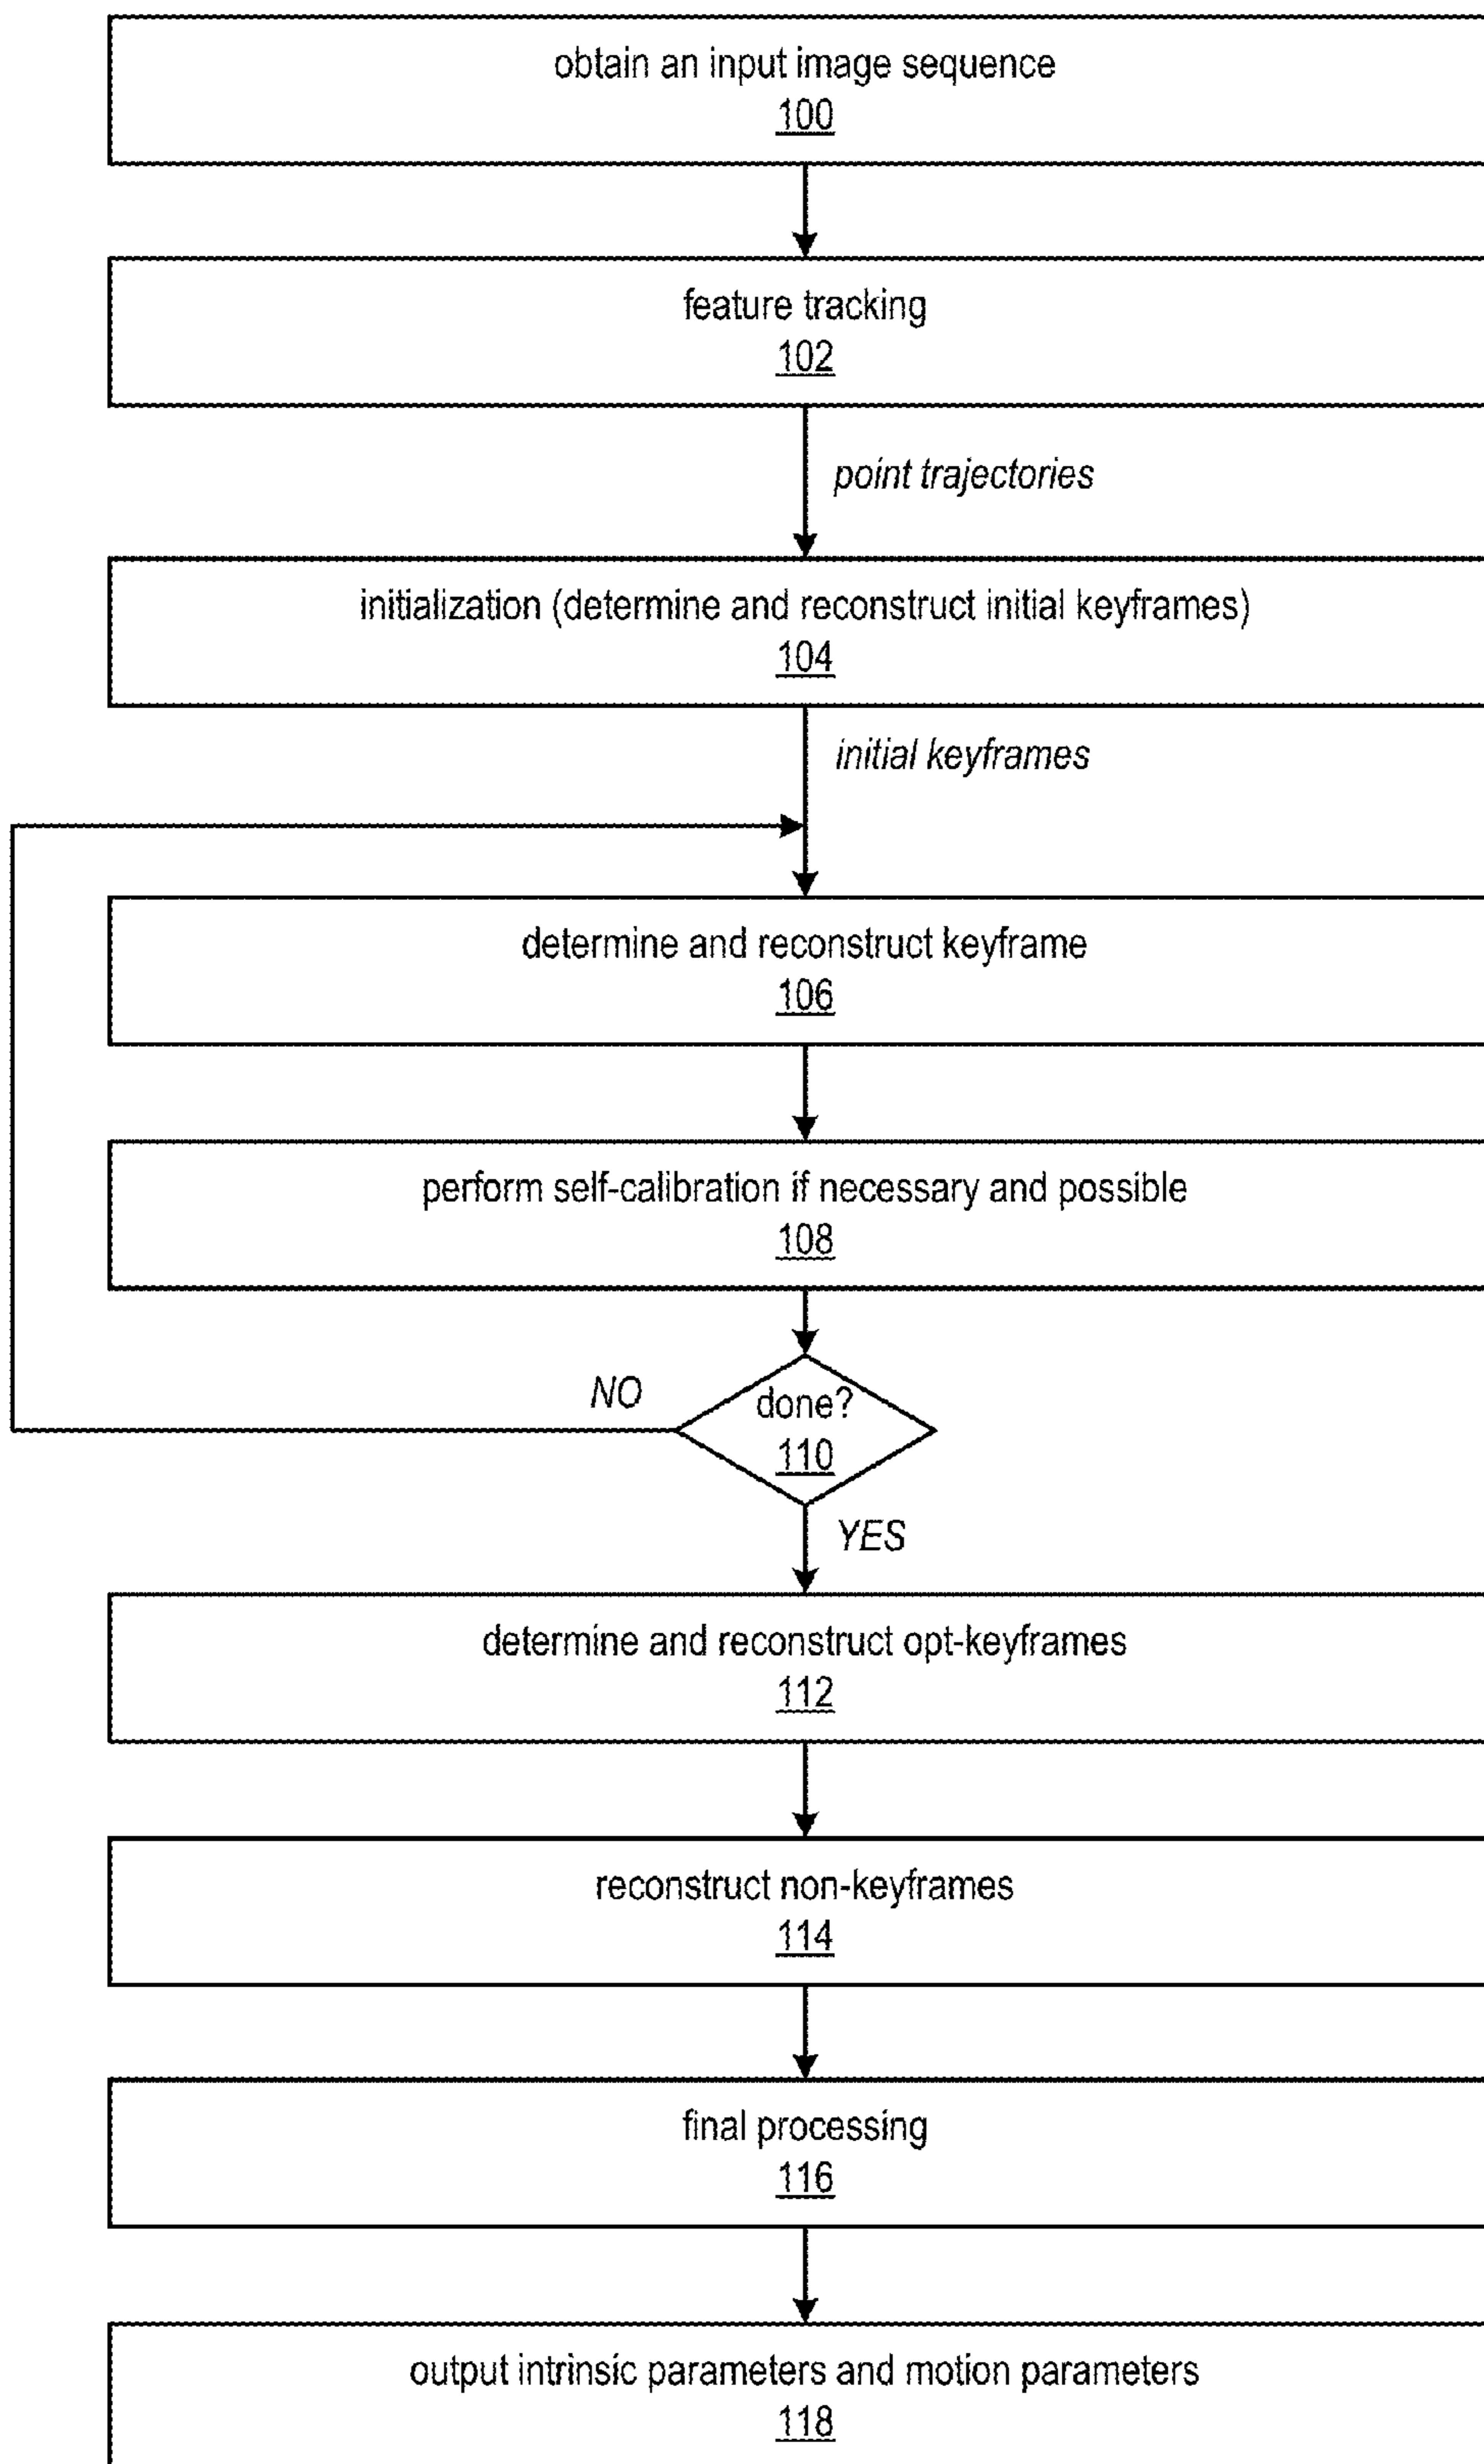 obtain an input image sequence
100
feature tracking
102
point trajectories
initialization (determine and reconstruct initial keyframes)
104
initial keyframes
determine and reconstruct keyframe
106
perform self-calibration if necessary and possible
108
NO
done?
110
YES
determine and reconstruct opt-keyframes
112
reconstruct non-keyframes
114
final processing
116
output intrinsic parameters and motion parameters
118